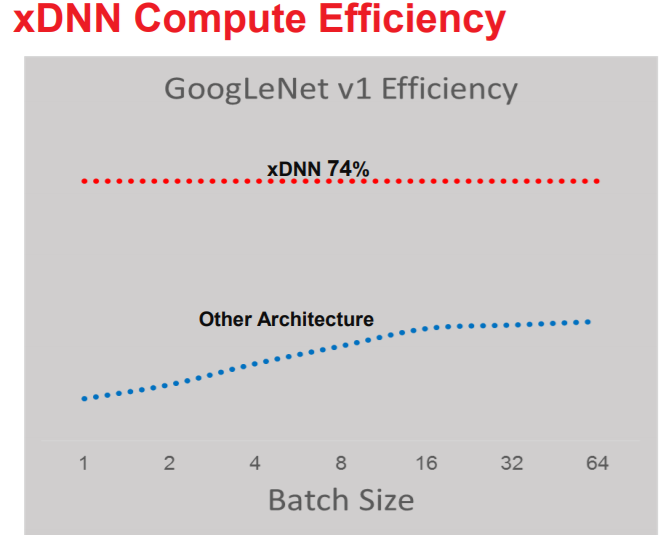 xDNN Compute Efficiency
GoogLeNet v1 Efficiency
xDNN 74%
Other Architecture
1 2 4 8 16 32 64
Batch Size